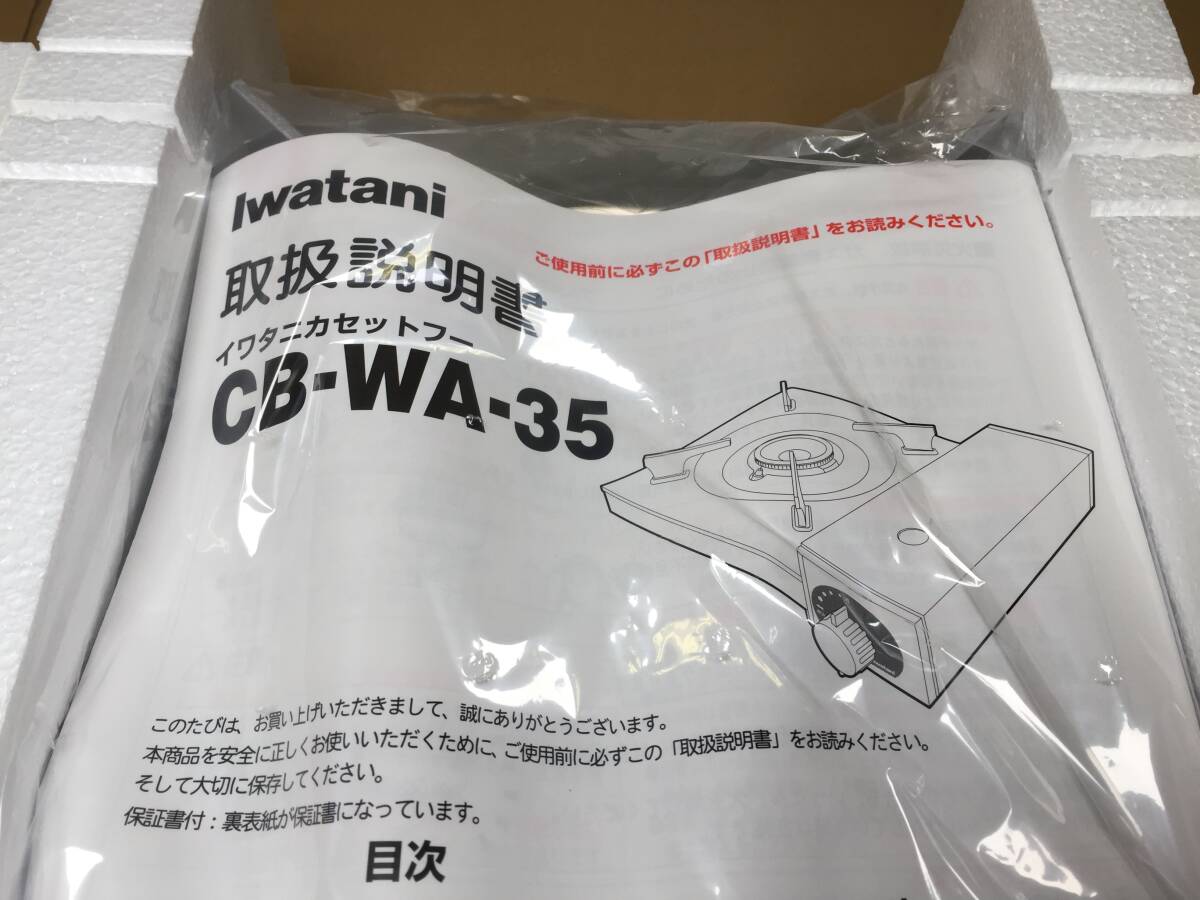 Iwatani
取扱説明書
ご使用前に必ずこの「取扱説明書」をお読みください。
イワタニカセットフー
CB-WA-35
このたびは、お買い上げいただきまして、誠にありがとうございます。
本商品を安全に正しくお使いいただくために、ご使用前に必ずこの「取扱説明書」をお読みください。
そして大切に保存してください。
保証書付：裏表紙が保証書になっています。
目次